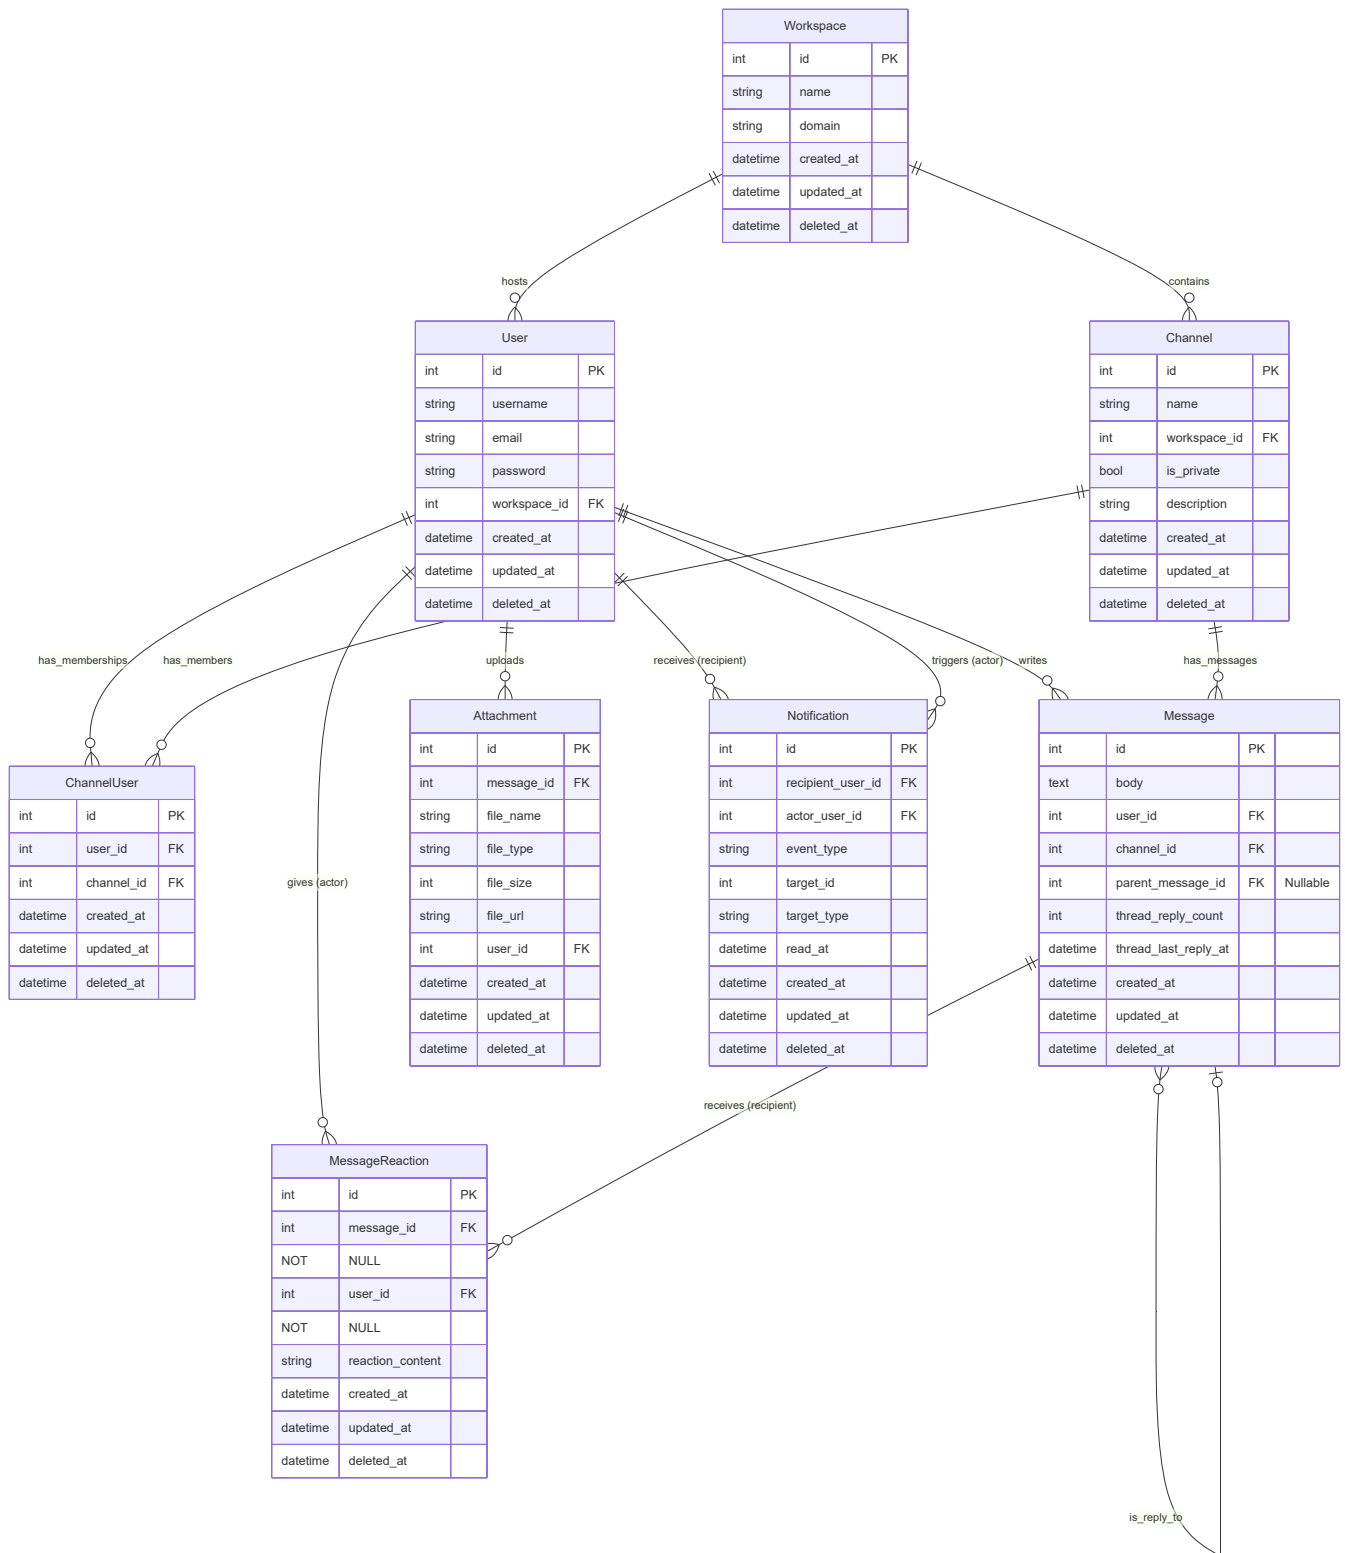 Workspace
int id PK
string name
string domain
datetime created_at
datetime updated_at
datetime deleted_at
hosts
contains
User
int id PK
string username
string email
string password
int workspace_id FK
datetime created_at
datetime updated_at
datetime deleted_at
Channel
int id PK
string name
int workspace_id FK
bool is_private
string description
datetime created_at
datetime updated_at
datetime deleted_at
has_memberships
has_members
uploads
receives (recipient)
triggers (actor)
writes
has_messages
ChannelUser
int id PK
int user_id FK
int channel_id FK
datetime created_at
datetime updated_at
datetime deleted_at
gives (actor)
Attachment
int id PK
int message_id FK
string file_name
string file_type
int file_size
string file_url
int user_id FK
datetime created_at
datetime updated_at
datetime deleted_at
Notification
int id PK
int recipient_user_id FK
int actor_user_id FK
string event_type
int target_id
string target_type
datetime read_at
datetime created_at
datetime updated_at
datetime deleted_at
Message
int id PK
text body
int user_id FK
int channel_id FK
int parent_message_id FK Nullable
int thread_reply_count
datetime thread_last_reply_at
datetime created_at
datetime updated_at
datetime deleted_at
receives (recipient)
MessageReaction
int id PK
int message_id FK
NOT NULL
int user_id FK
NOT NULL
string reaction_content
datetime created_at
datetime updated_at
datetime deleted_at
is_reply_to